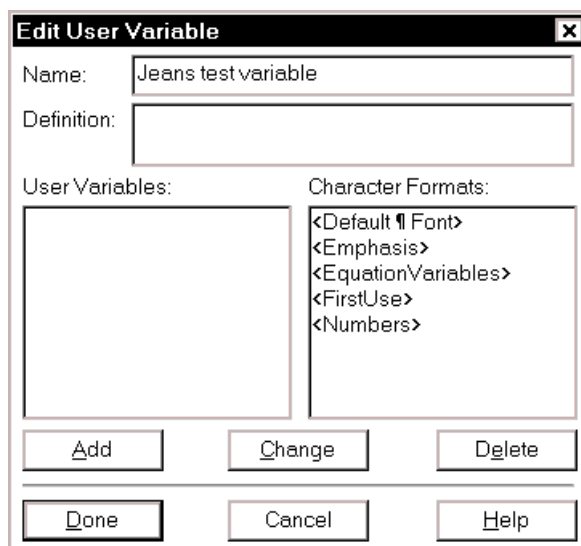 Edit User Variable
Name: Jeans test variable
Definition:
User Variables: Character Formats:
<Default ¶ Font>
<Emphasis>
<EquationVariables>
<FirstUse>
<Numbers>
Add Change Delete
Done Cancel Help